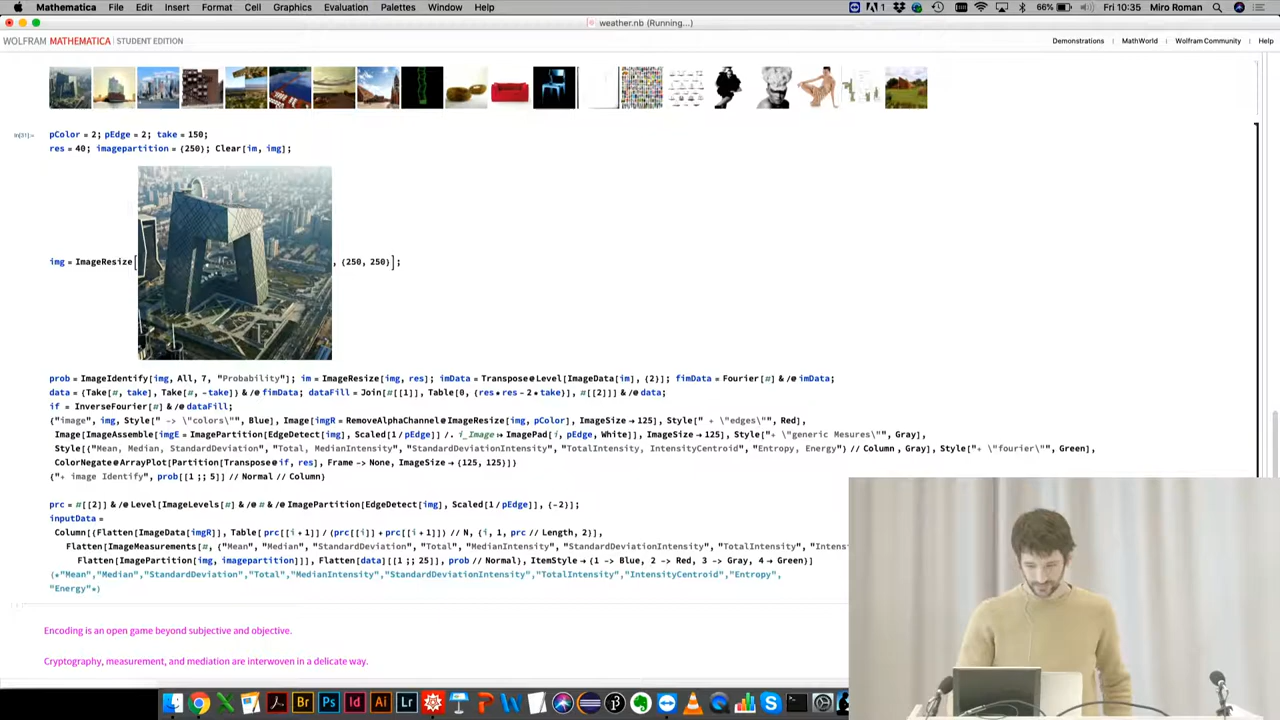 Mathematica File Edit Insert Format Cell Graphics Evaluation Palettes Window Help
1 66% Fri 10:35 Miro Roman
weather.nb (Running...)
WOLFRAM MATHEMATICA | STUDENT EDITION
Demonstrations | MathWorld | Wolfram Community | Help
In[31]:=
pColor = 2; pEdge = 2; take = 150;
res = 40; imagepartition = {250}; Clear[im, img];
img = ImageResize[ , {250, 250}];
prob = ImageIdentify[img, All, 7, "Probability"]; im = ImageResize[img, res]; imData = Transpose@Level[ImageData[im], {2}]; fimData = Fourier[#] & /@ imData;
data = {Take[#, take], Take[#, -take]} & /@ fimData; dataFill = Join[#[[1]], Table[0, {res*res - 2*take}], #[[2]]] & /@ data;
if = InverseFourier[#] & /@ dataFill;
{"image", img, Style[" -> \"colors\"", Blue], Image[imgR = RemoveAlphaChannel@ImageResize[img, pColor], ImageSize → 125], Style[" + \"edges\"", Red],
Image[ImageAssemble[imgE = ImagePartition[EdgeDetect[img], Scaled[1/pEdge]] /. i_Image ↦ ImagePad[i, pEdge, White]], ImageSize → 125], Style["+ \"generic Mesures\"", Gray],
Style[{"Mean, Median, StandardDeviation", "Total, MedianIntensity", "StandardDeviationIntensity", "TotalIntensity, IntensityCentroid", "Entropy, Energy"} // Column , Gray], Style["+ \"fourier\"", Green],
ColorNegate@ArrayPlot[Partition[Transpose@if, res], Frame -> None, ImageSize → {125, 125}]}
{"+ image Identify", prob[[1 ;; 5]] // Normal // Column}
prc = #[[2]] & /@ Level[ImageLevels[#] & /@ # & /@ ImagePartition[EdgeDetect[img], Scaled[1/pEdge]], {-2}];
inputData =
Column[{Flatten[ImageData[imgR]], Table[ prc[[i + 1]] / (prc[[i]] + prc[[i + 1]]) // N, {i, 1, prc // Length, 2}],
Flatten[ImageMeasurements[#, {"Mean", "Median", "StandardDeviation", "Total", "MedianIntensity", "StandardDeviationIntensity", "TotalIntensity", "Intens
Flatten[ImagePartition[img, imagepartition]]], Flatten[data][[1 ;; 25]], prob // Normal}, ItemStyle → {1 -> Blue, 2 -> Red, 3 -> Gray, 4 → Green}]
(*"Mean","Median","StandardDeviation","Total","MedianIntensity","StandardDeviationIntensity","TotalIntensity","IntensityCentroid","Entropy",
"Energy"*)
Encoding is an open game beyond subjective and objective.
Cryptography, measurement, and mediation are interwoven in a delicate way.
Br Ps Id Ai Lr